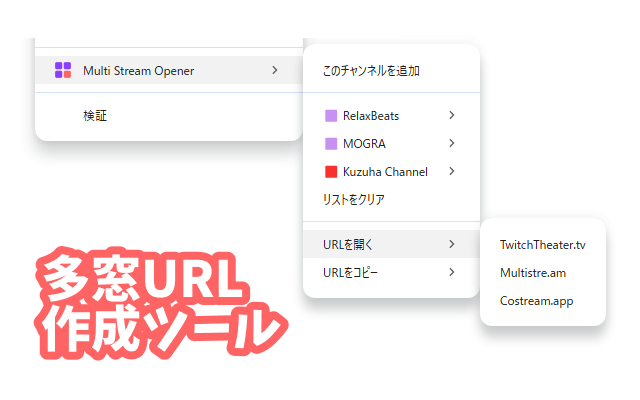 Multi Stream Opener
検証
このチャンネルを追加
RelaxBeats
MOGRA
Kuzuha Channel
リストをクリア
URLを開く
URLをコピー
TwitchTheater.tv
Multistre.am
Costream.app
多窓URL
作成ツール